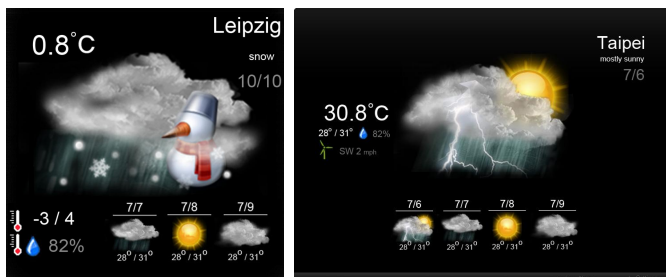 0.8°C
Leipzig
snow
10/10
-3 / 4
82%
7/7
7/8
7/9
28° / 31°
28° / 31°
28° / 31°
Taipei
mostly sunny
7/6
30.8°C
28° / 31° 82%
SW 2 mph
7/6
7/7
7/8
7/9
28° / 31°
28° / 31°
28° / 31°
28° / 31°